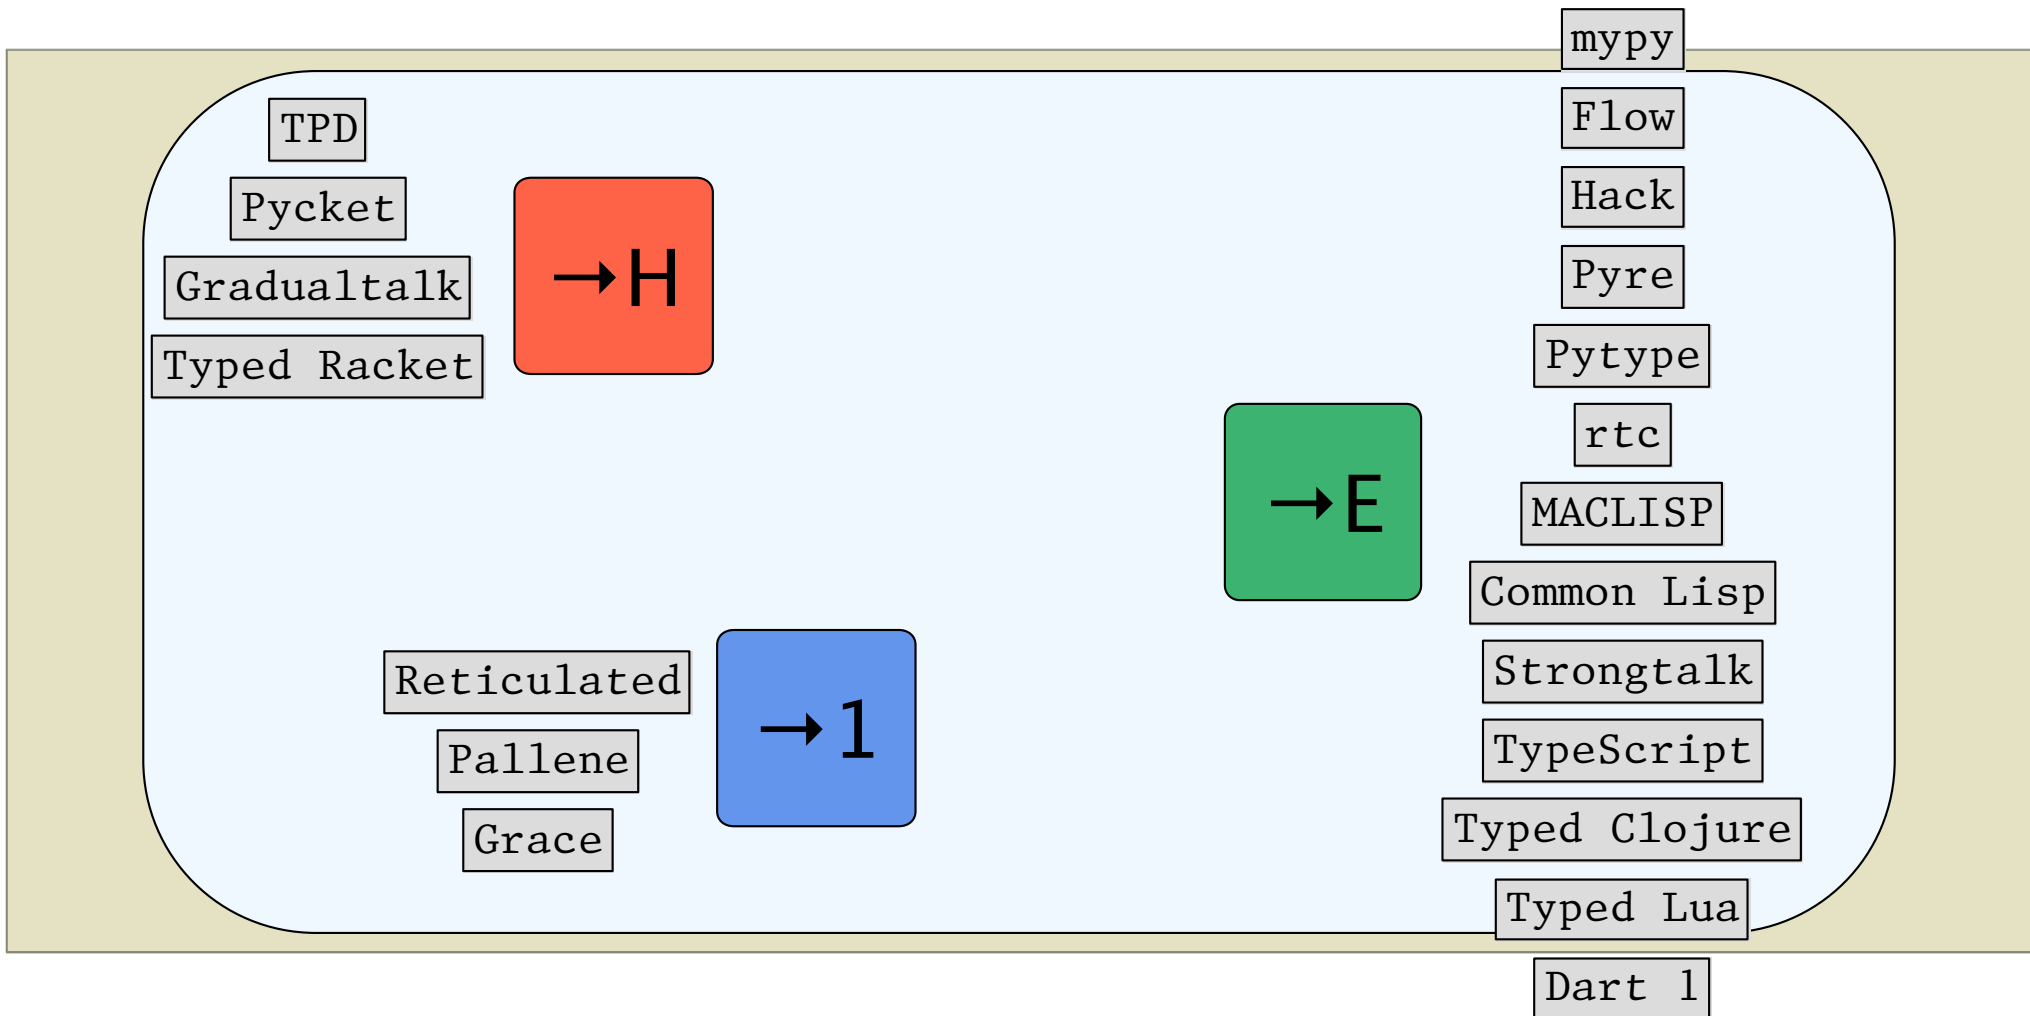 TPD
Pycket
Gradualtalk
Typed Racket
→H
Reticulated
Pallene
Grace
→1
→E
mypy
Flow
Hack
Pyre
Pytype
rtc
MACLISP
Common Lisp
Strongtalk
TypeScript
Typed Clojure
Typed Lua
Dart 1